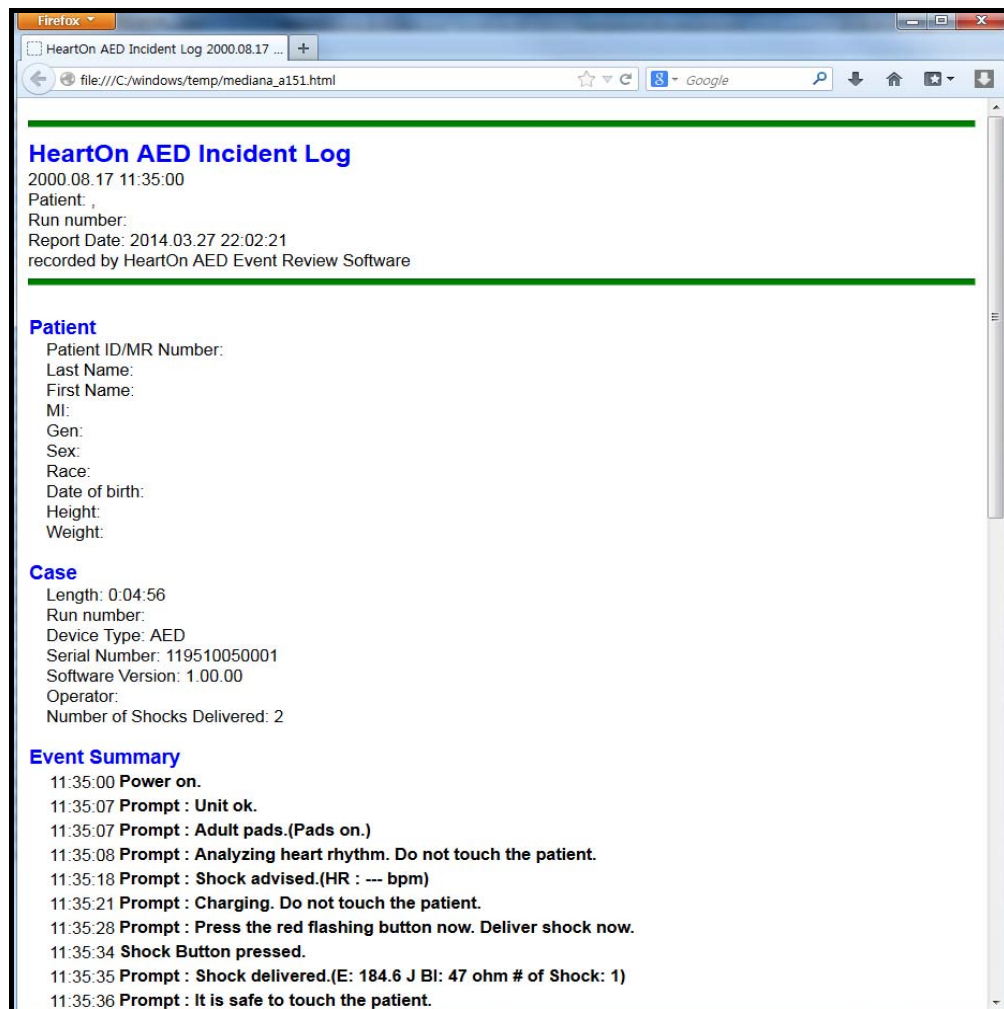 Firefox
HeartOn AED Incident Log 2000.08.17 ...
file:///C:/windows/temp/mediana_a151.html
8 Google
HeartOn AED Incident Log
2000.08.17 11:35:00
Patient: ,
Run number:
Report Date: 2014.03.27 22:02:21
recorded by HeartOn AED Event Review Software
Patient
Patient ID/MR Number:
Last Name:
First Name:
MI:
Gen:
Sex:
Race:
Date of birth:
Height:
Weight:
Case
Length: 0:04:56
Run number:
Device Type: AED
Serial Number: 119510050001
Software Version: 1.00.00
Operator:
Number of Shocks Delivered: 2
Event Summary
11:35:00 Power on.
11:35:07 Prompt : Unit ok.
11:35:07 Prompt : Adult pads.(Pads on.)
11:35:08 Prompt : Analyzing heart rhythm. Do not touch the patient.
11:35:18 Prompt : Shock advised.(HR : --- bpm)
11:35:21 Prompt : Charging. Do not touch the patient.
11:35:28 Prompt : Press the red flashing button now. Deliver shock now.
11:35:34 Shock Button pressed.
11:35:35 Prompt : Shock delivered.(E: 184.6 J BI: 47 ohm # of Shock: 1)
11:35:36 Prompt : It is safe to touch the patient.